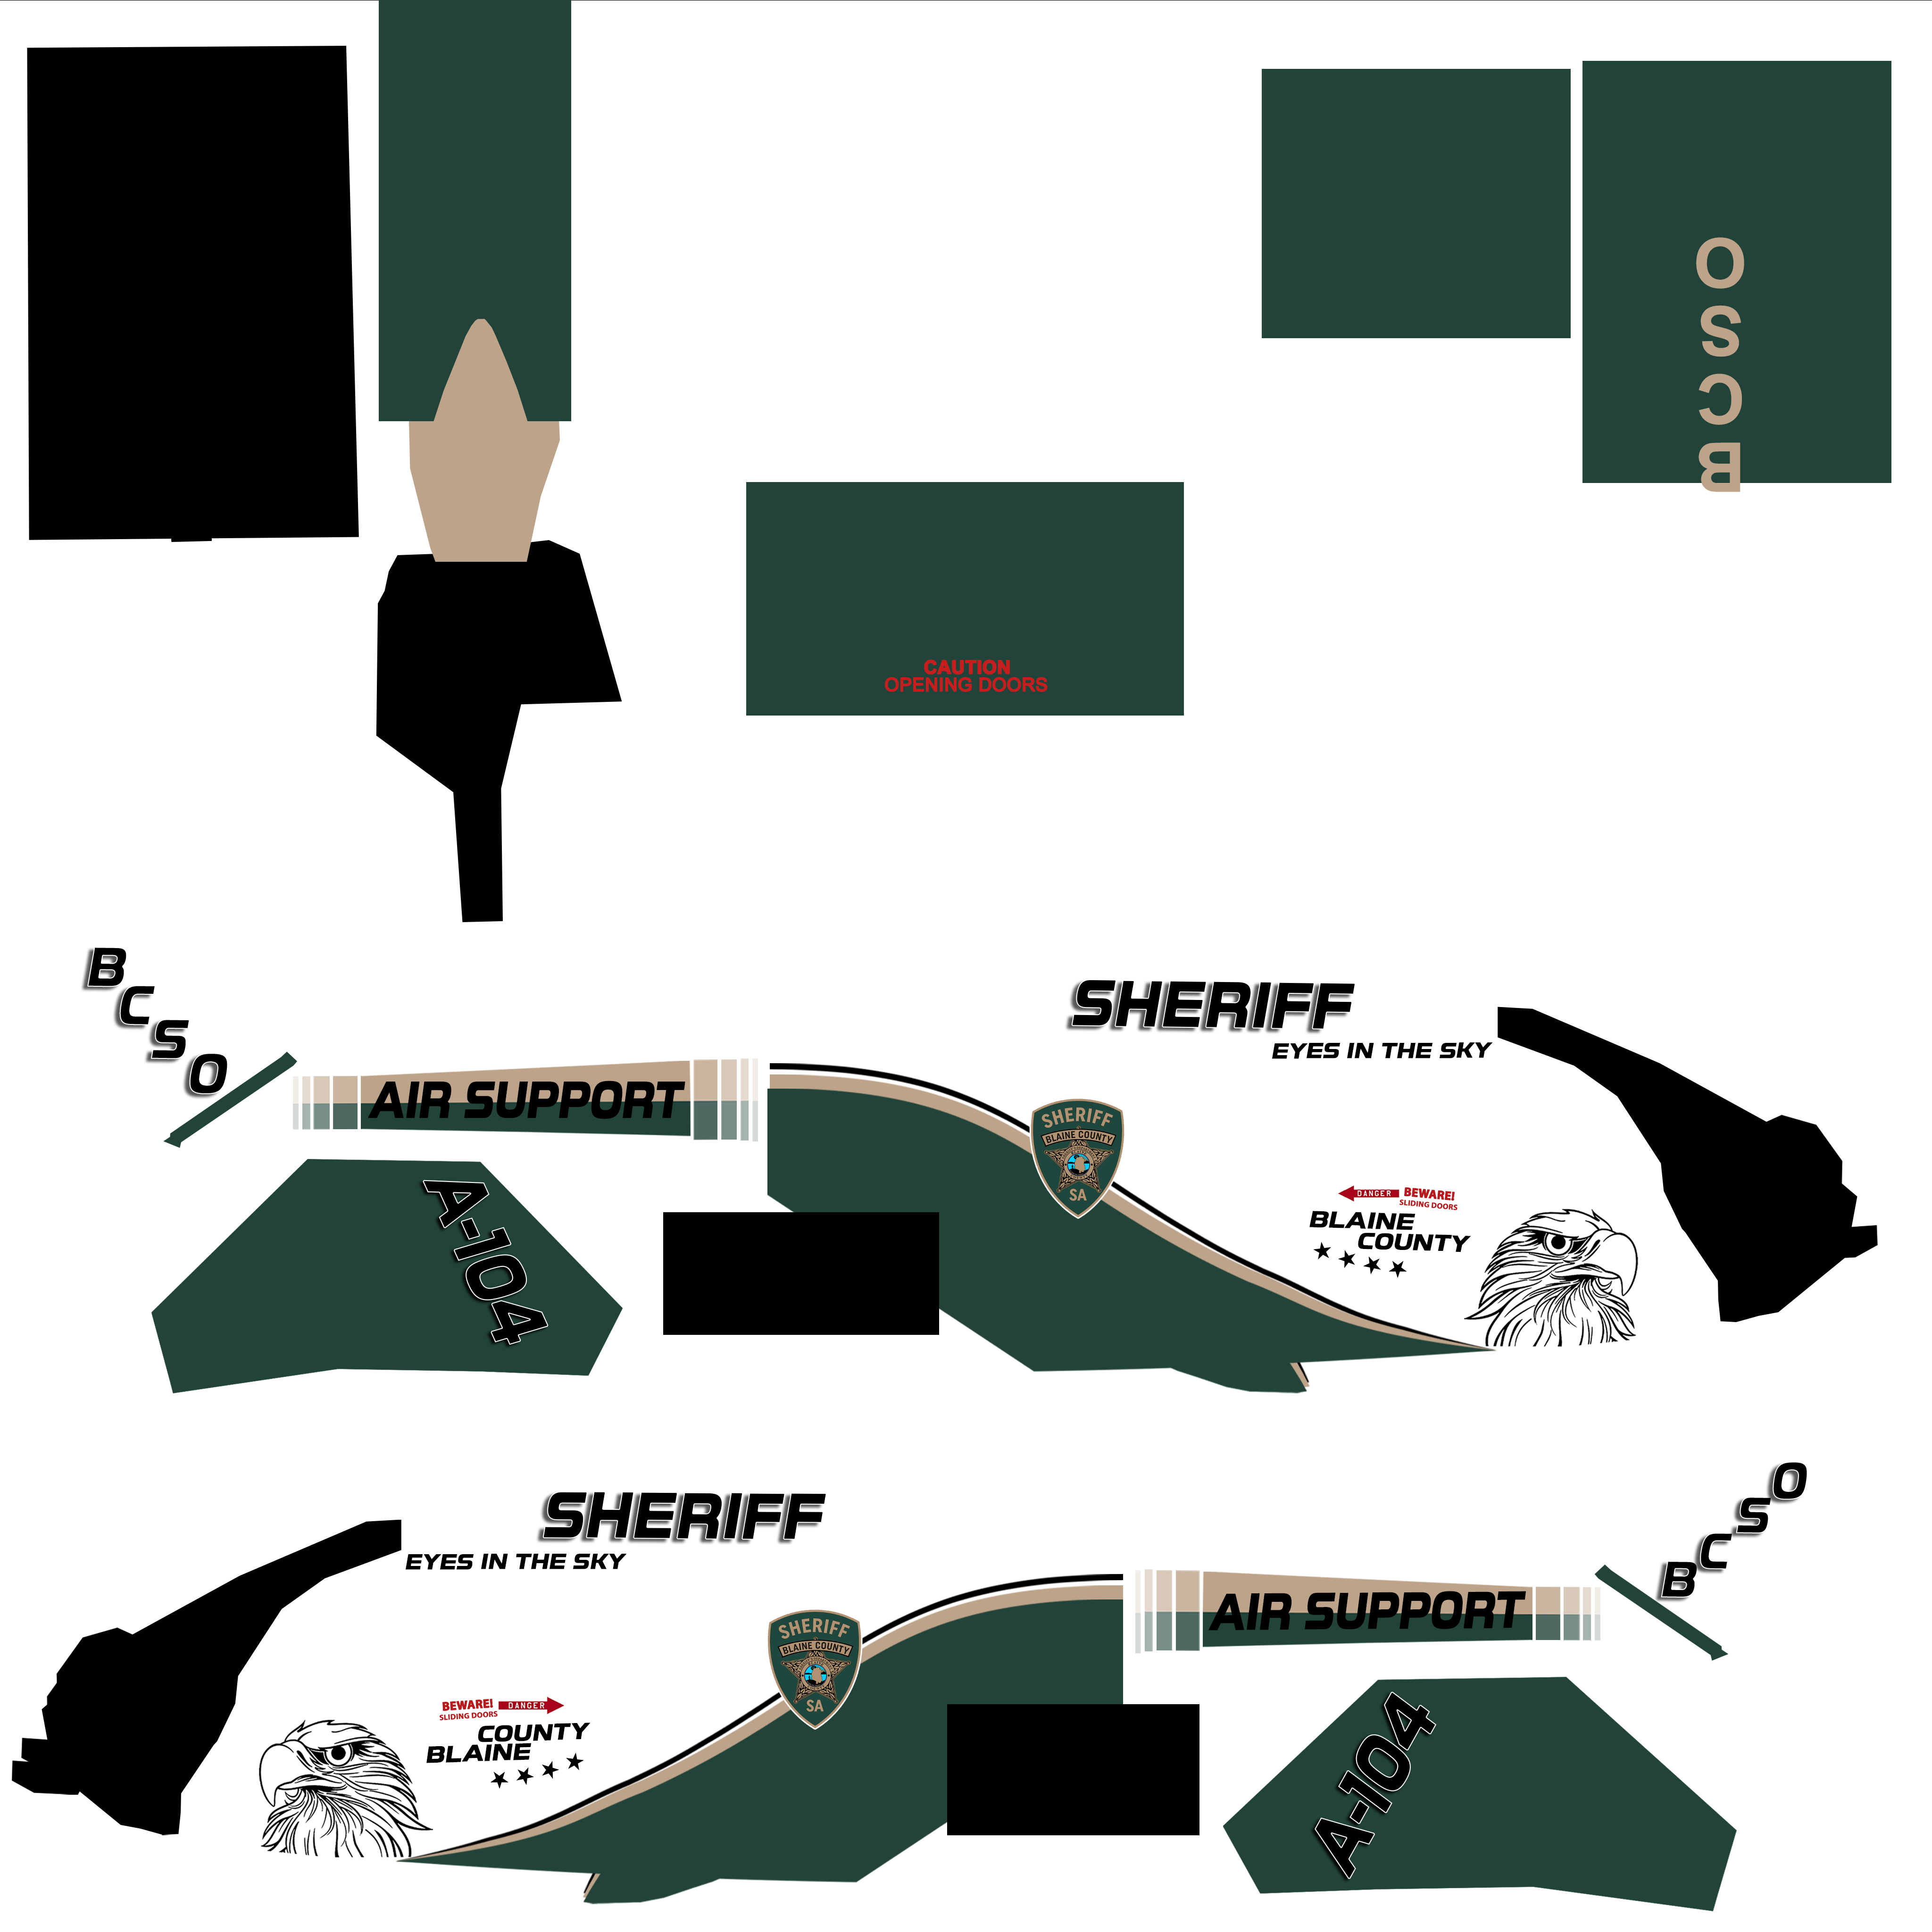 BCSO
CAUTION
OPENING DOORS
BCSO
AIR SUPPORT
A-104
SHERIFF
EYES IN THE SKY
SHERIFF
BLAINE COUNTY
SA
DANGER
BEWARE!
SLIDING DOORS
BLAINE
COUNTY
SHERIFF
EYES IN THE SKY
SHERIFF
BLAINE COUNTY
SA
BEWARE!
DANGER
SLIDING DOORS
COUNTY
BLAINE
AIR SUPPORT
BCSO
A-104